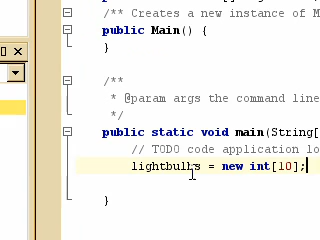 /** Creates a new instance of M
public Main() {
}
/**
* @param args the command line
*/
public static void main(String[
// TODO code application lo
lightbulbs = new int[10];
}